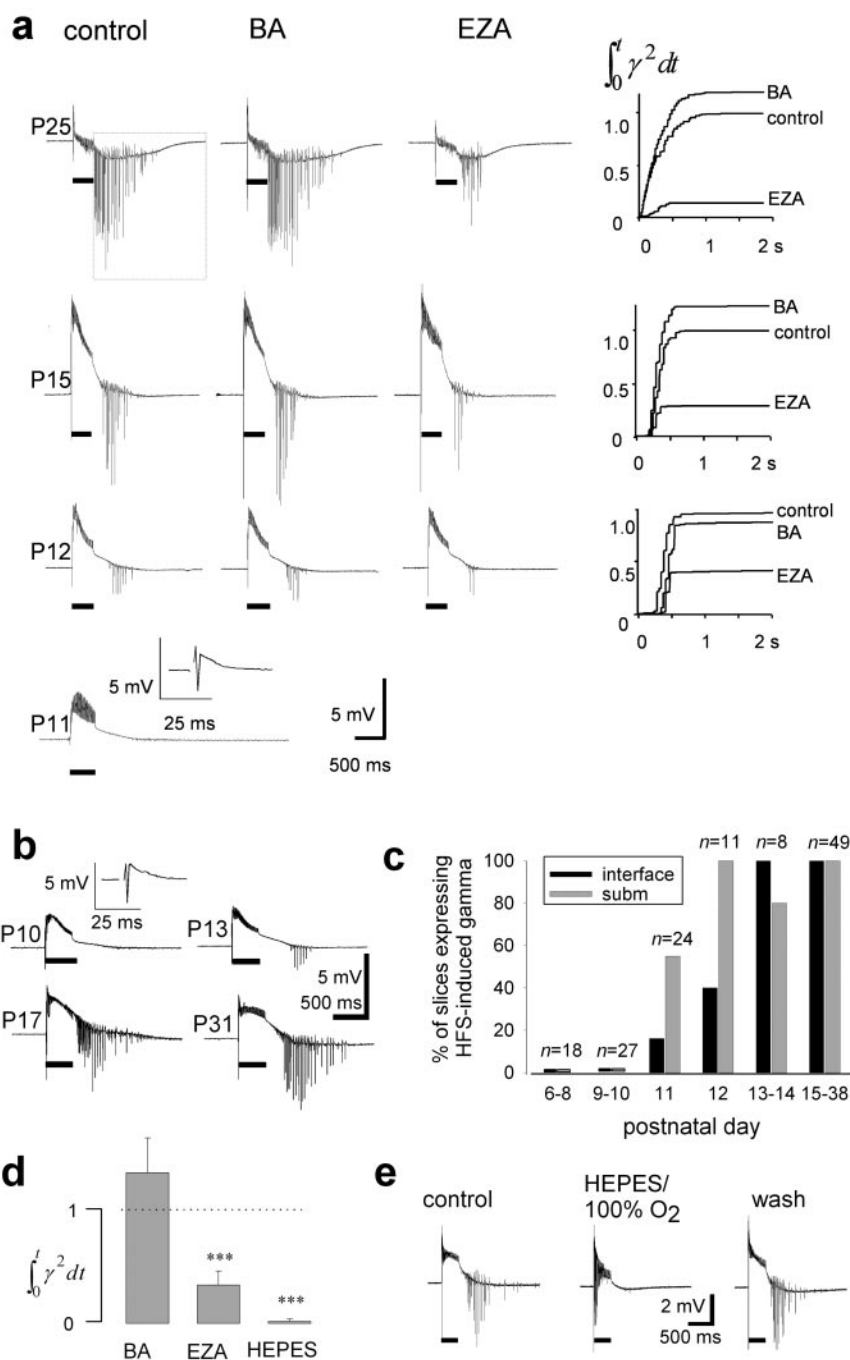 a
control BA EZA
∫₀ᵗ γ² dt
P25
1.0
0.5
0
BA
control
EZA
0 1 2 s
P15
1.0
0.5
0
BA
control
EZA
0 1 2 s
P12
1.0
0.5
0
control
BA
EZA
0 1 2 s
P11
5 mV
25 ms
5 mV
500 ms
b
5 mV
25 ms
P10
P13
5 mV
500 ms
P17
P31
c
% of slices expressing
HFS-induced gamma
100
80
60
40
20
0
interface
subm
n=18
n=27
n=24
n=11
n=8
n=49
6-8 9-10 11 12 13-14 15-38
postnatal day
d
1
∫₀ᵗ γ² dt
0
***
***
BA EZA HEPES
e
control
HEPES/
100% O₂
wash
2 mV
500 ms